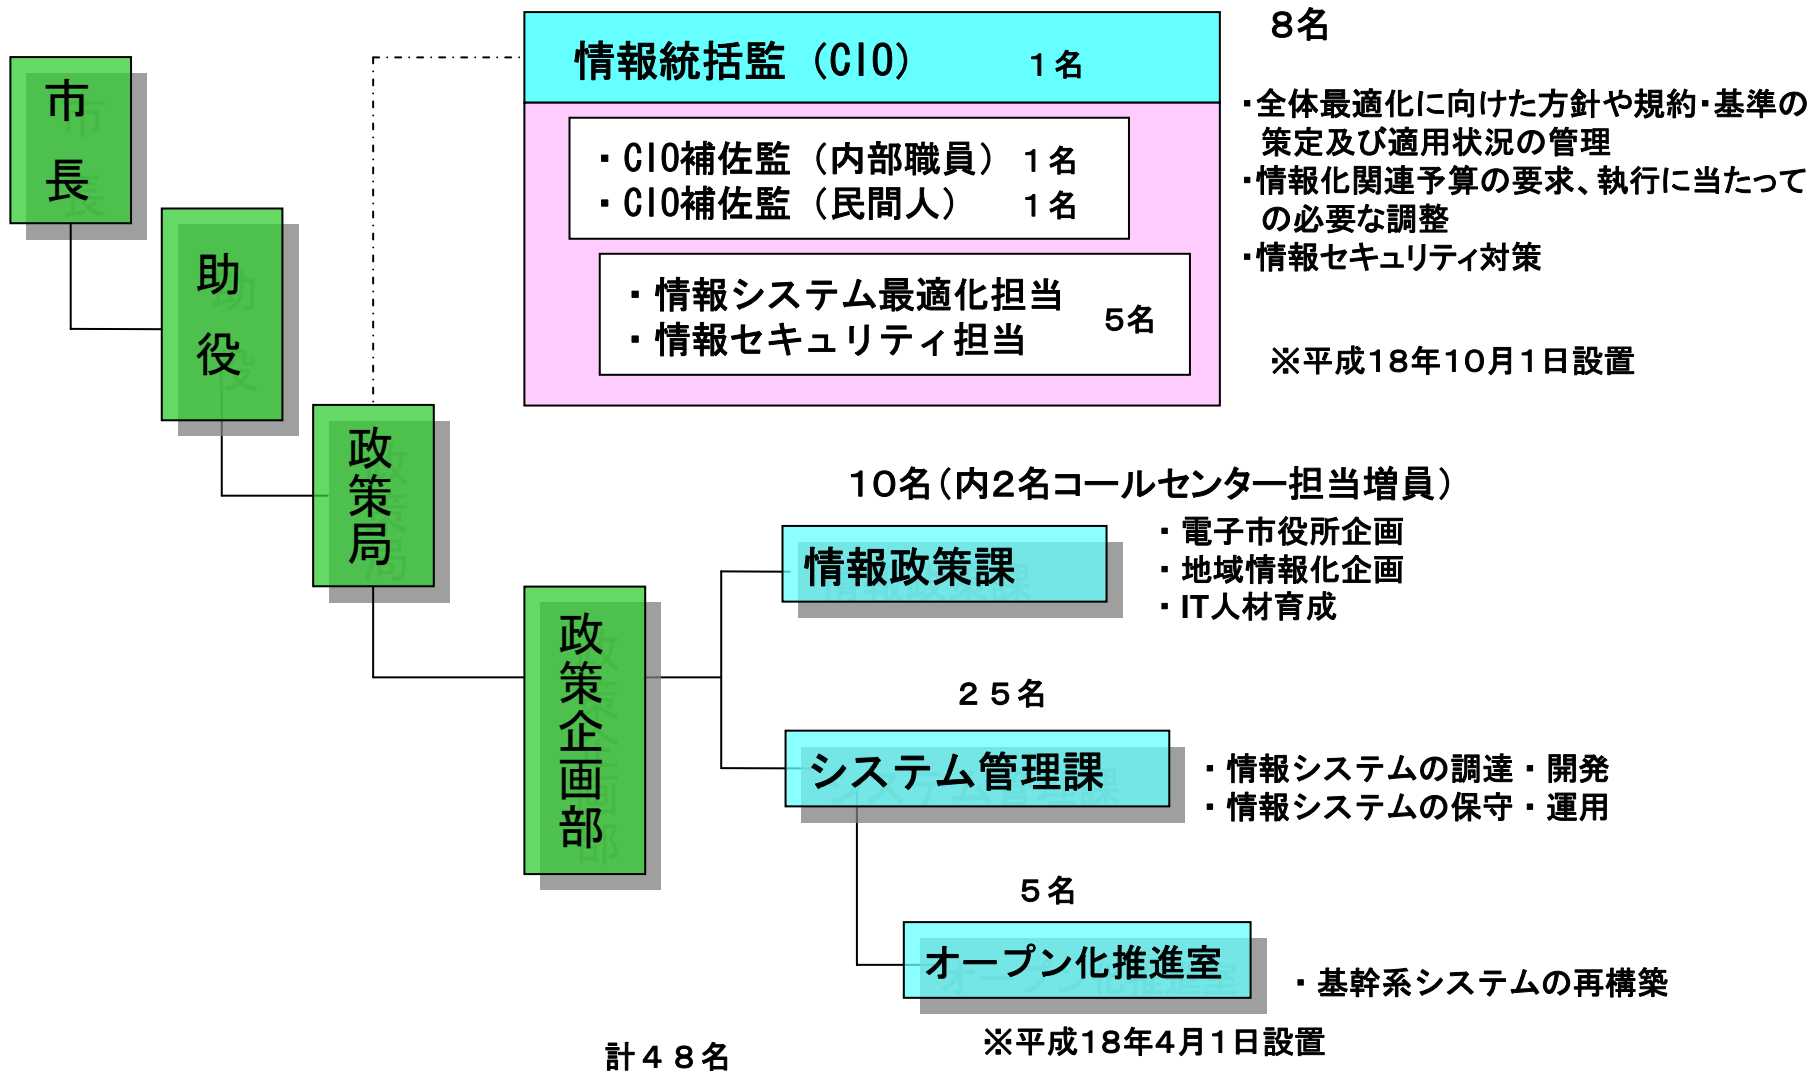 市長
助役
政策局
政策企画部
情報統括監（CIO） １名
・CIO補佐監（内部職員） １名
・CIO補佐監（民間人） １名
・情報システム最適化担当
・情報セキュリティ担当
５名
８名
・全体最適化に向けた方針や規約・基準の
策定及び適用状況の管理
・情報化関連予算の要求、執行に当たって
の必要な調整
・情報セキュリティ対策
※平成１８年１０月１日設置
１０名（内２名コールセンター担当増員）
情報政策課
・電子市役所企画
・地域情報化企画
・IT人材育成
２５名
システム管理課
・情報システムの調達・開発
・情報システムの保守・運用
５名
オープン化推進室
・基幹系システムの再構築
※平成１８年４月１日設置
計４８名